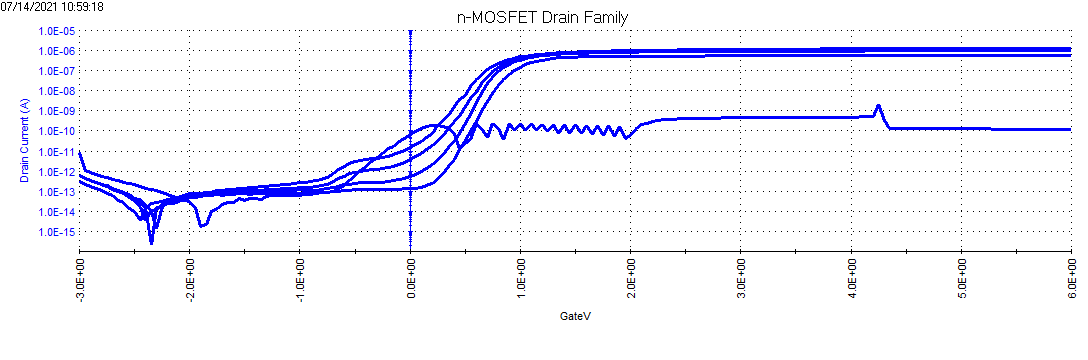 07/14/2021 10:59:18
n-MOSFET Drain Family
Drain Current (A)
1.0E-05
1.0E-06
1.0E-07
1.0E-08
1.0E-09
1.0E-10
1.0E-11
1.0E-12
1.0E-13
1.0E-14
1.0E-15
-3.0E+00
-2.0E+00
-1.0E+00
0.0E+00
1.0E+00
2.0E+00
3.0E+00
4.0E+00
5.0E+00
6.0E+00
GateV